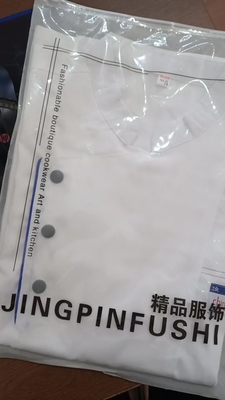 Fashionable boutique cookwear Art and kitchen
精品服饰
JINGPINFUSHI